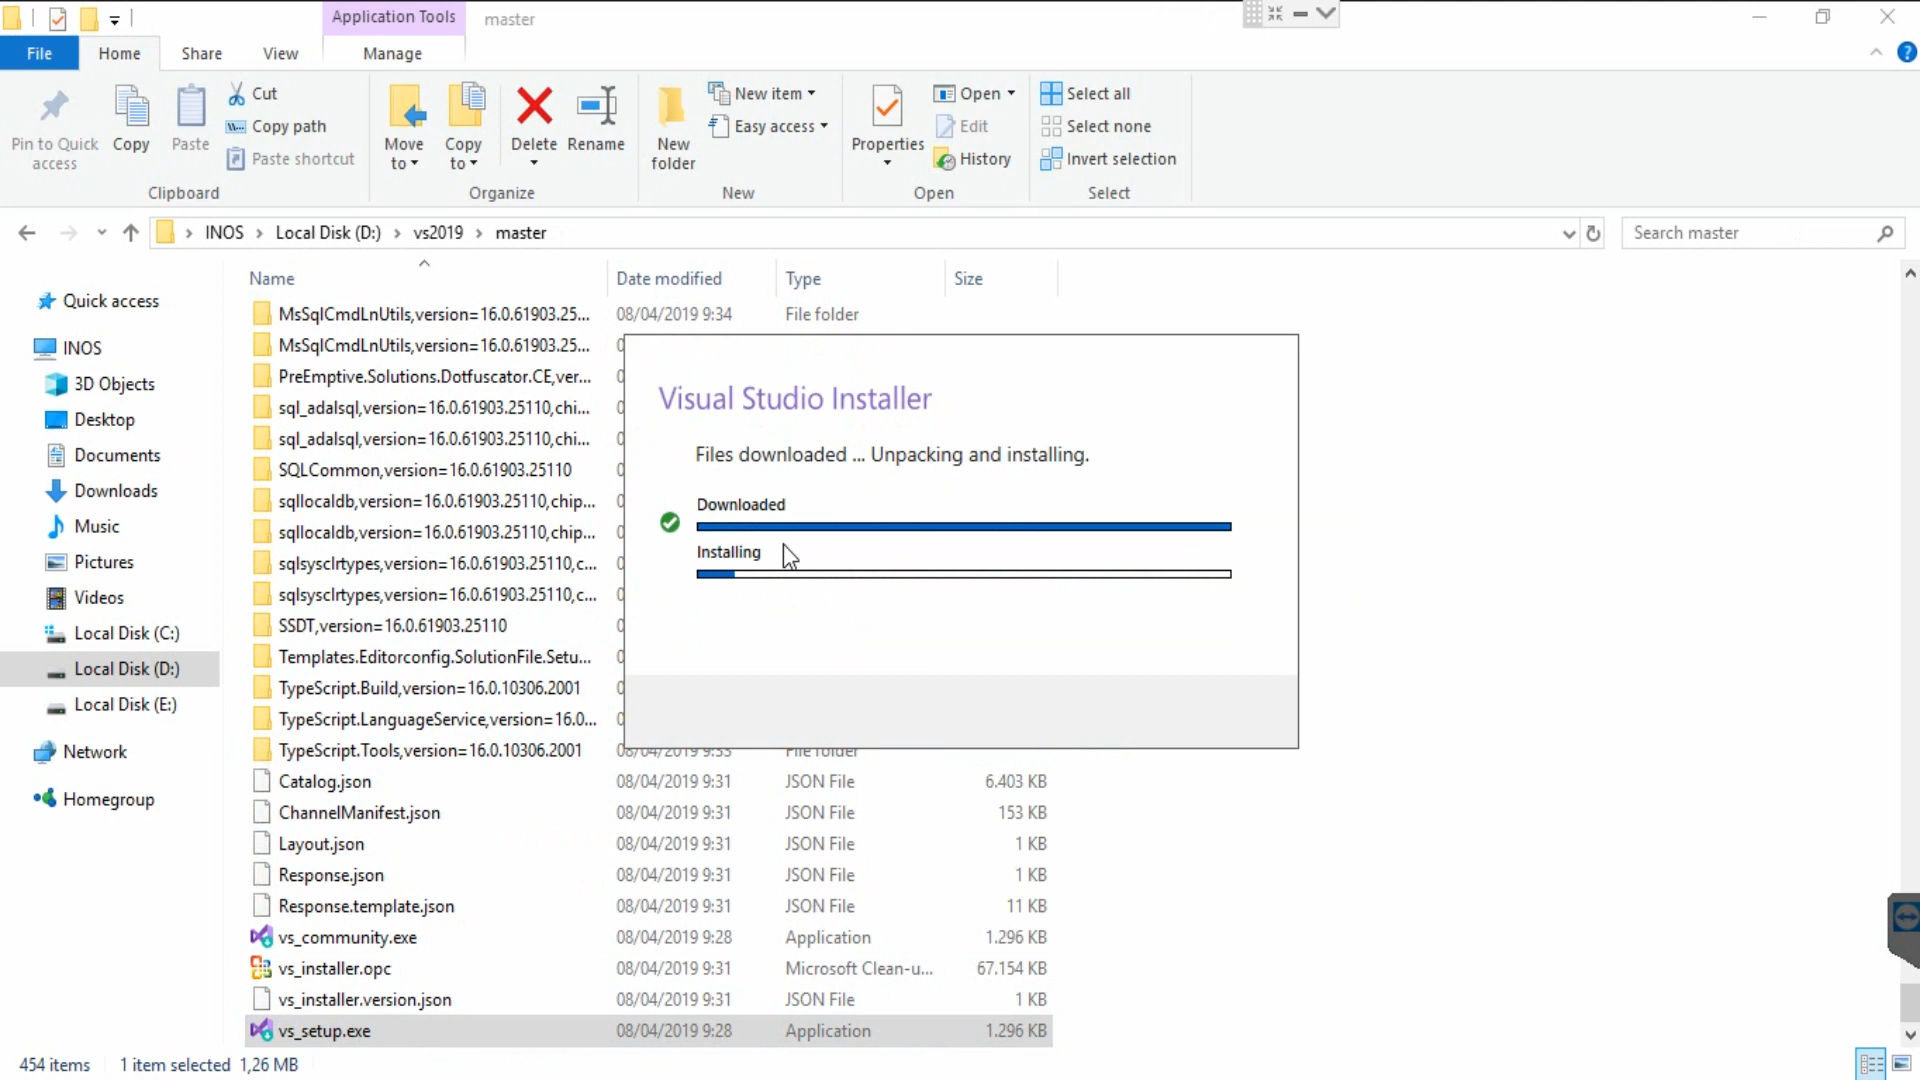 Application Tools master
File Home Share View Manage
Pin to Quick access
Copy
Paste
Cut
Copy path
Paste shortcut
Clipboard
Move to
Copy to
Delete
Rename
Organize
New folder
New item
Easy access
New
Properties
Open
Edit
History
Open
Select all
Select none
Invert selection
Select
INOS > Local Disk (D:) > vs2019 > master
Search master
Quick access
INOS
3D Objects
Desktop
Documents
Downloads
Music
Pictures
Videos
Local Disk (C:)
Local Disk (D:)
Local Disk (E:)
Network
Homegroup
Name Date modified Type Size
MsSqlCmdLnUtils,version=16.0.61903.25... 08/04/2019 9:34 File folder
MsSqlCmdLnUtils,version=16.0.61903.25...
PreEmptive.Solutions.Dotfuscator.CE,ver...
sql_adalsql,version=16.0.61903.25110,chi...
sql_adalsql,version=16.0.61903.25110,chi...
SQLCommon,version=16.0.61903.25110
sqllocaldb,version=16.0.61903.25110,chip...
sqllocaldb,version=16.0.61903.25110,chip...
sqlsysclrtypes,version=16.0.61903.25110,c...
sqlsysclrtypes,version=16.0.61903.25110,c...
SSDT,version=16.0.61903.25110
Templates.Editorconfig.SolutionFile.Setu...
TypeScript.Build,version=16.0.10306.2001
TypeScript.LanguageService,version=16.0...
TypeScript.Tools,version=16.0.10306.2001 08/04/2019 9:33 File folder
Catalog.json 08/04/2019 9:31 JSON File 6.403 KB
ChannelManifest.json 08/04/2019 9:31 JSON File 153 KB
Layout.json 08/04/2019 9:31 JSON File 1 KB
Response.json 08/04/2019 9:31 JSON File 1 KB
Response.template.json 08/04/2019 9:31 JSON File 11 KB
vs_community.exe 08/04/2019 9:28 Application 1.296 KB
vs_installer.opc 08/04/2019 9:31 Microsoft Clean-u... 67.154 KB
vs_installer.version.json 08/04/2019 9:31 JSON File 1 KB
vs_setup.exe 08/04/2019 9:28 Application 1.296 KB
Visual Studio Installer
Files downloaded ... Unpacking and installing.
Downloaded
Installing
454 items 1 item selected 1,26 MB